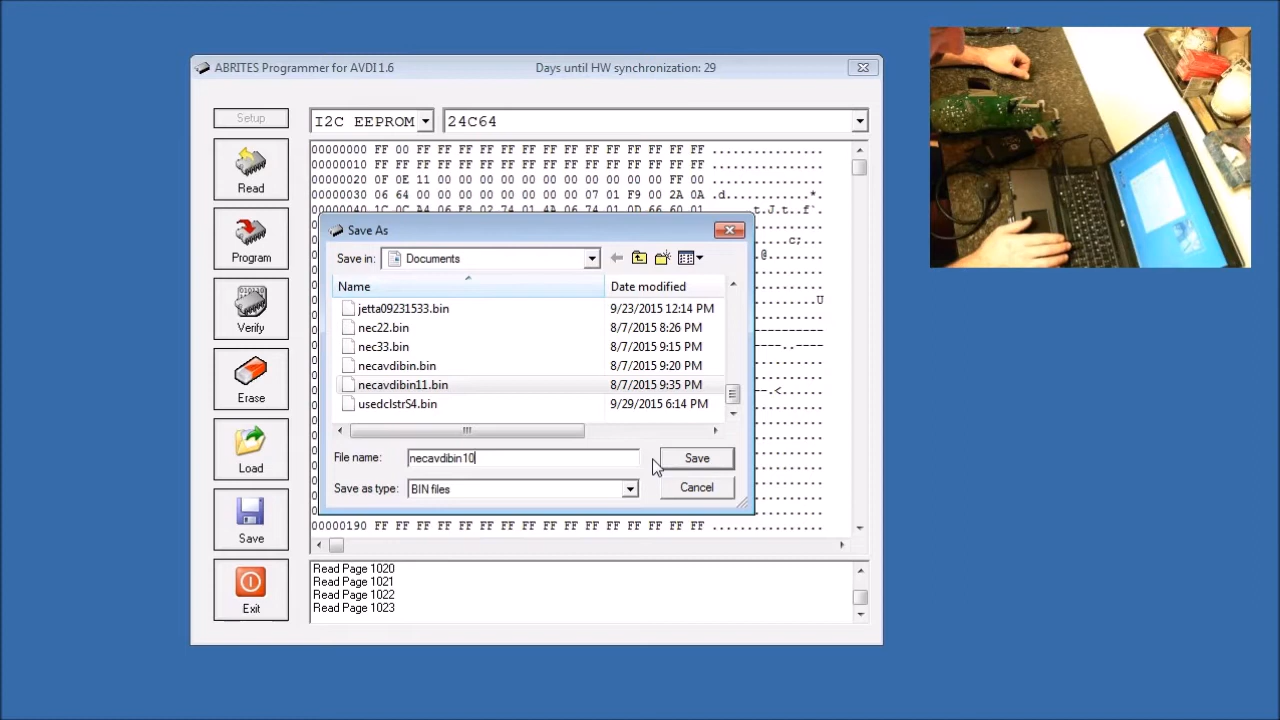 ABRITES Programmer for AVDI 1.6
Days until HW synchronization: 29
Setup
I2C EEPROM
24C64
Read
Program
Verify
Erase
Load
Save
Exit
00000000 FF 00 FF FF FF FF FF FF FF FF FF FF FF FF FF FF ................
00000010 FF FF FF FF FF FF FF FF FF FF FF FF FF FF FF FF ................
00000020 0F 0E 11 00 00 00 00 00 00 00 00 00 00 00 FF 00 ................
00000030 06 64 00 00 00 00 00 00 00 00 07 01 F9 00 2A 0A .d............*.
Save As
Save in:
Documents
Name
Date modified
jetta09231533.bin 9/23/2015 12:14 PM
nec22.bin 8/7/2015 8:26 PM
nec33.bin 8/7/2015 9:15 PM
necavdibin.bin 8/7/2015 9:20 PM
necavdibin11.bin 8/7/2015 9:35 PM
usedclstrS4.bin 9/29/2015 6:14 PM
File name: necavdibin10
Save
Save as type: BIN files
Cancel
00000190 FF FF FF FF FF FF FF FF FF FF FF FF FF FF FF FF ................
Read Page 1020
Read Page 1021
Read Page 1022
Read Page 1023